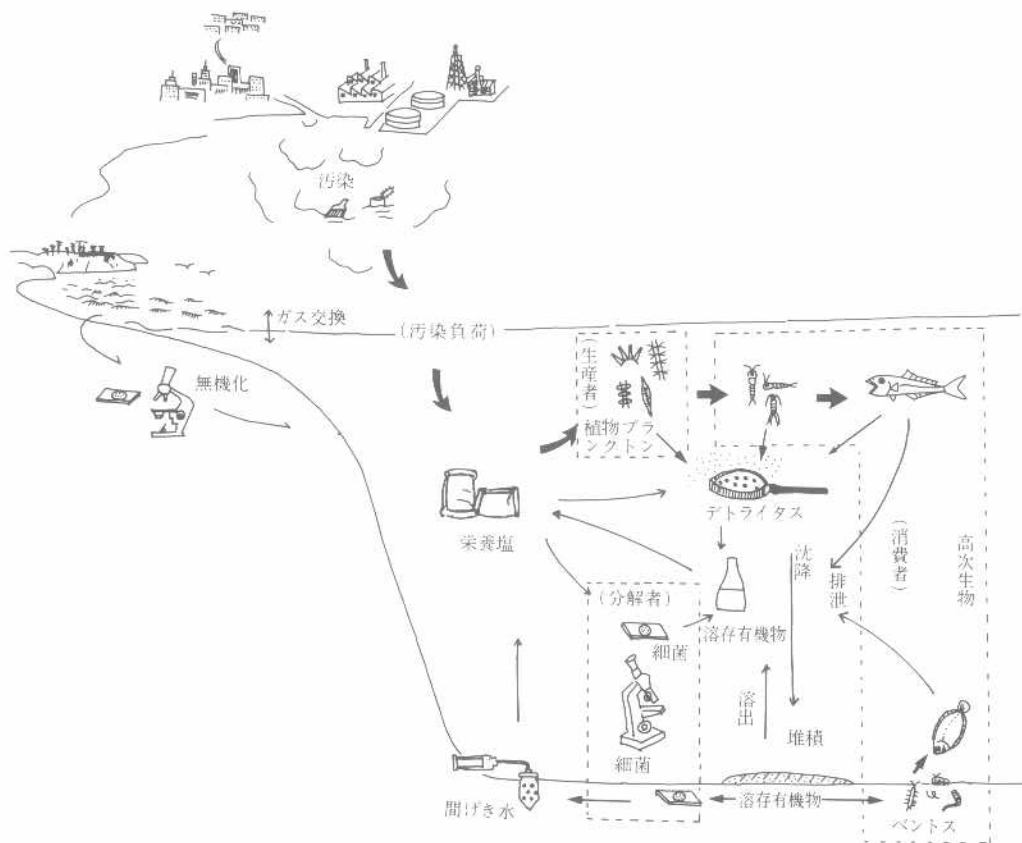 汚染
ガス交換
(汚染負荷)
無機化
(生産者)
植物プラ
ンクトン
栄養塩
デトライタス
(分解者)
細菌
溶存有機物
沈降
排泄
(消費者)
高次生物
細菌
溶出
堆積
間げき水
溶存有機物
ベントス